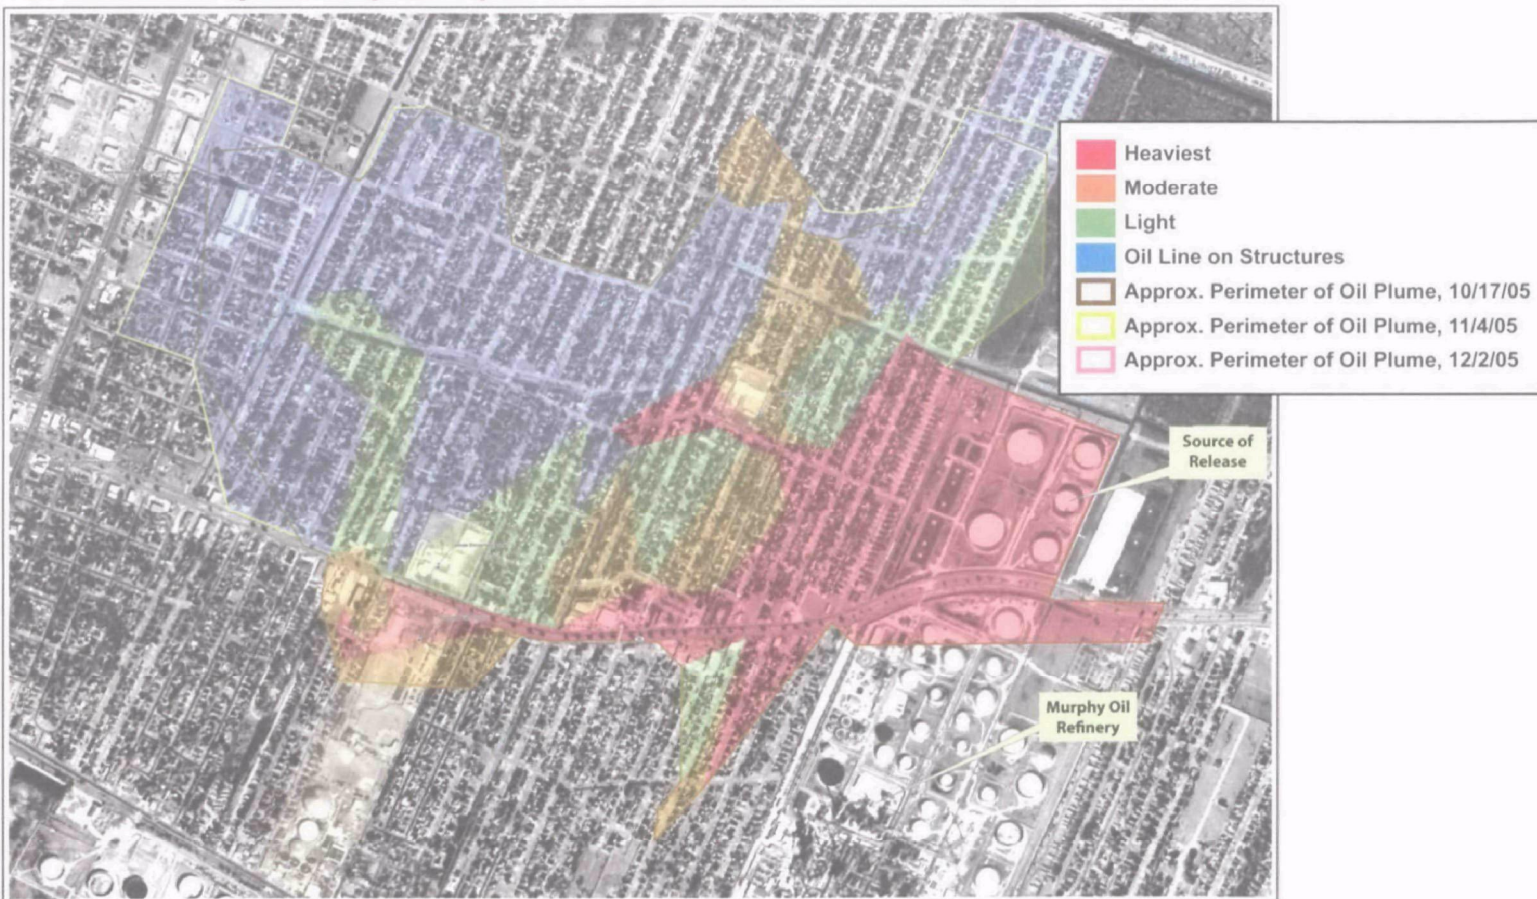 Heaviest
Moderate
Light
Oil Line on Structures
Approx. Perimeter of Oil Plume, 10/17/05
Approx. Perimeter of Oil Plume, 11/4/05
Approx. Perimeter of Oil Plume, 12/2/05
Source of
Release
Murphy Oil
Refinery